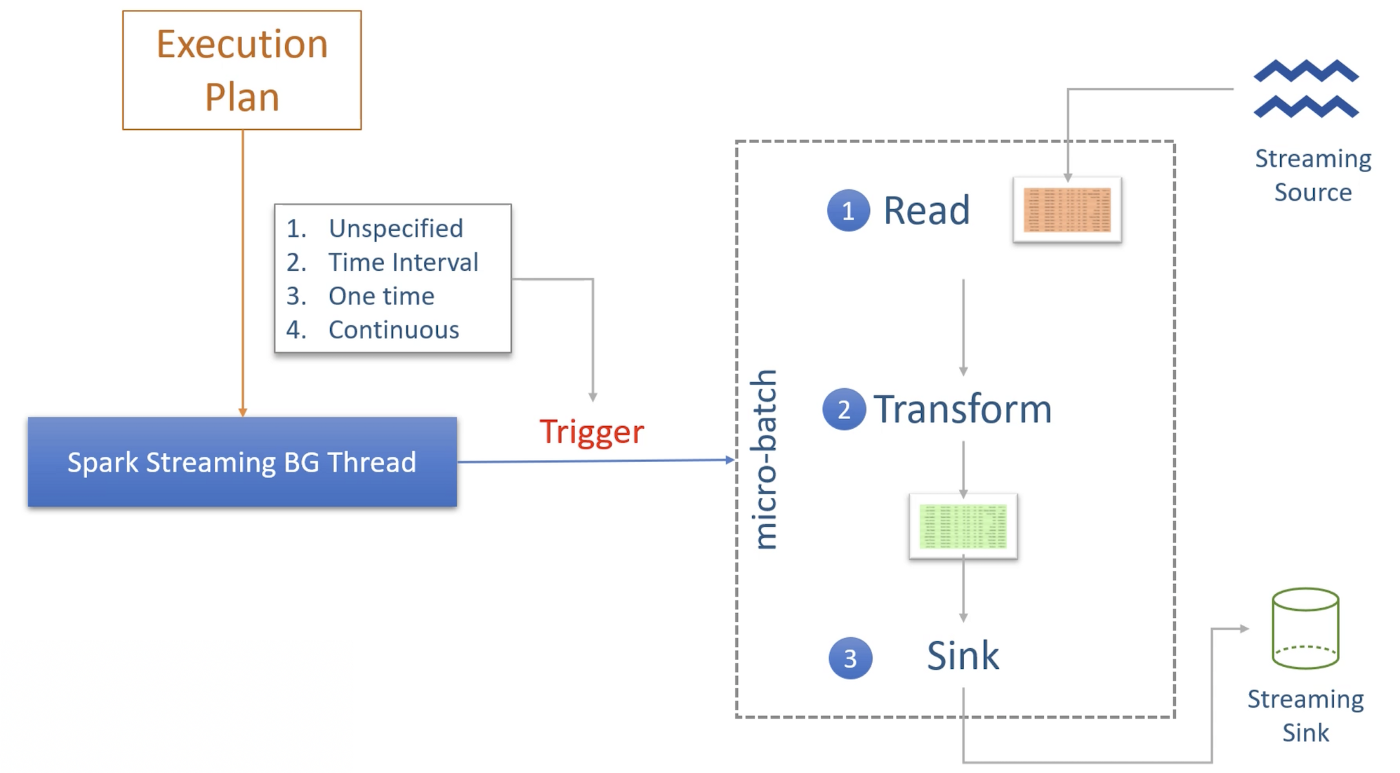 Execution
Plan
1. Unspecified
2. Time Interval
3. One time
4. Continuous
Spark Streaming BG Thread
Trigger
micro-batch
1 Read
2 Transform
3 Sink
Streaming
Source
Streaming
Sink